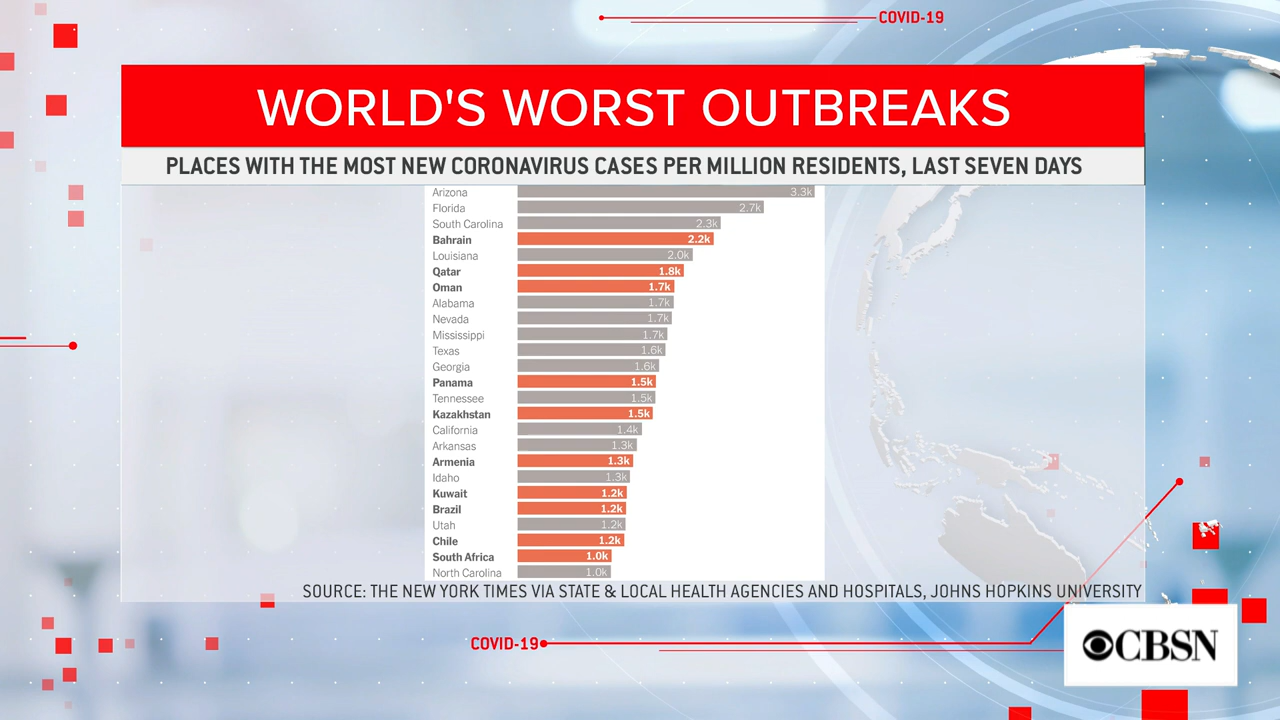 COVID-19
WORLD'S WORST OUTBREAKS
PLACES WITH THE MOST NEW CORONAVIRUS CASES PER MILLION RESIDENTS, LAST SEVEN DAYS
Arizona 3.3k
Florida 2.7k
South Carolina 2.3k
Bahrain 2.2k
Louisiana 2.0k
Qatar 1.8k
Oman 1.7k
Alabama 1.7k
Nevada 1.7k
Mississippi 1.7k
Texas 1.6k
Georgia 1.6k
Panama 1.5k
Tennessee 1.5k
Kazakhstan 1.5k
California 1.4k
Arkansas 1.3k
Armenia 1.3k
Idaho 1.3k
Kuwait 1.2k
Brazil 1.2k
Utah 1.2k
Chile 1.2k
South Africa 1.0k
North Carolina 1.0k
SOURCE: THE NEW YORK TIMES VIA STATE & LOCAL HEALTH AGENCIES AND HOSPITALS, JOHNS HOPKINS UNIVERSITY
COVID-19
CBSN